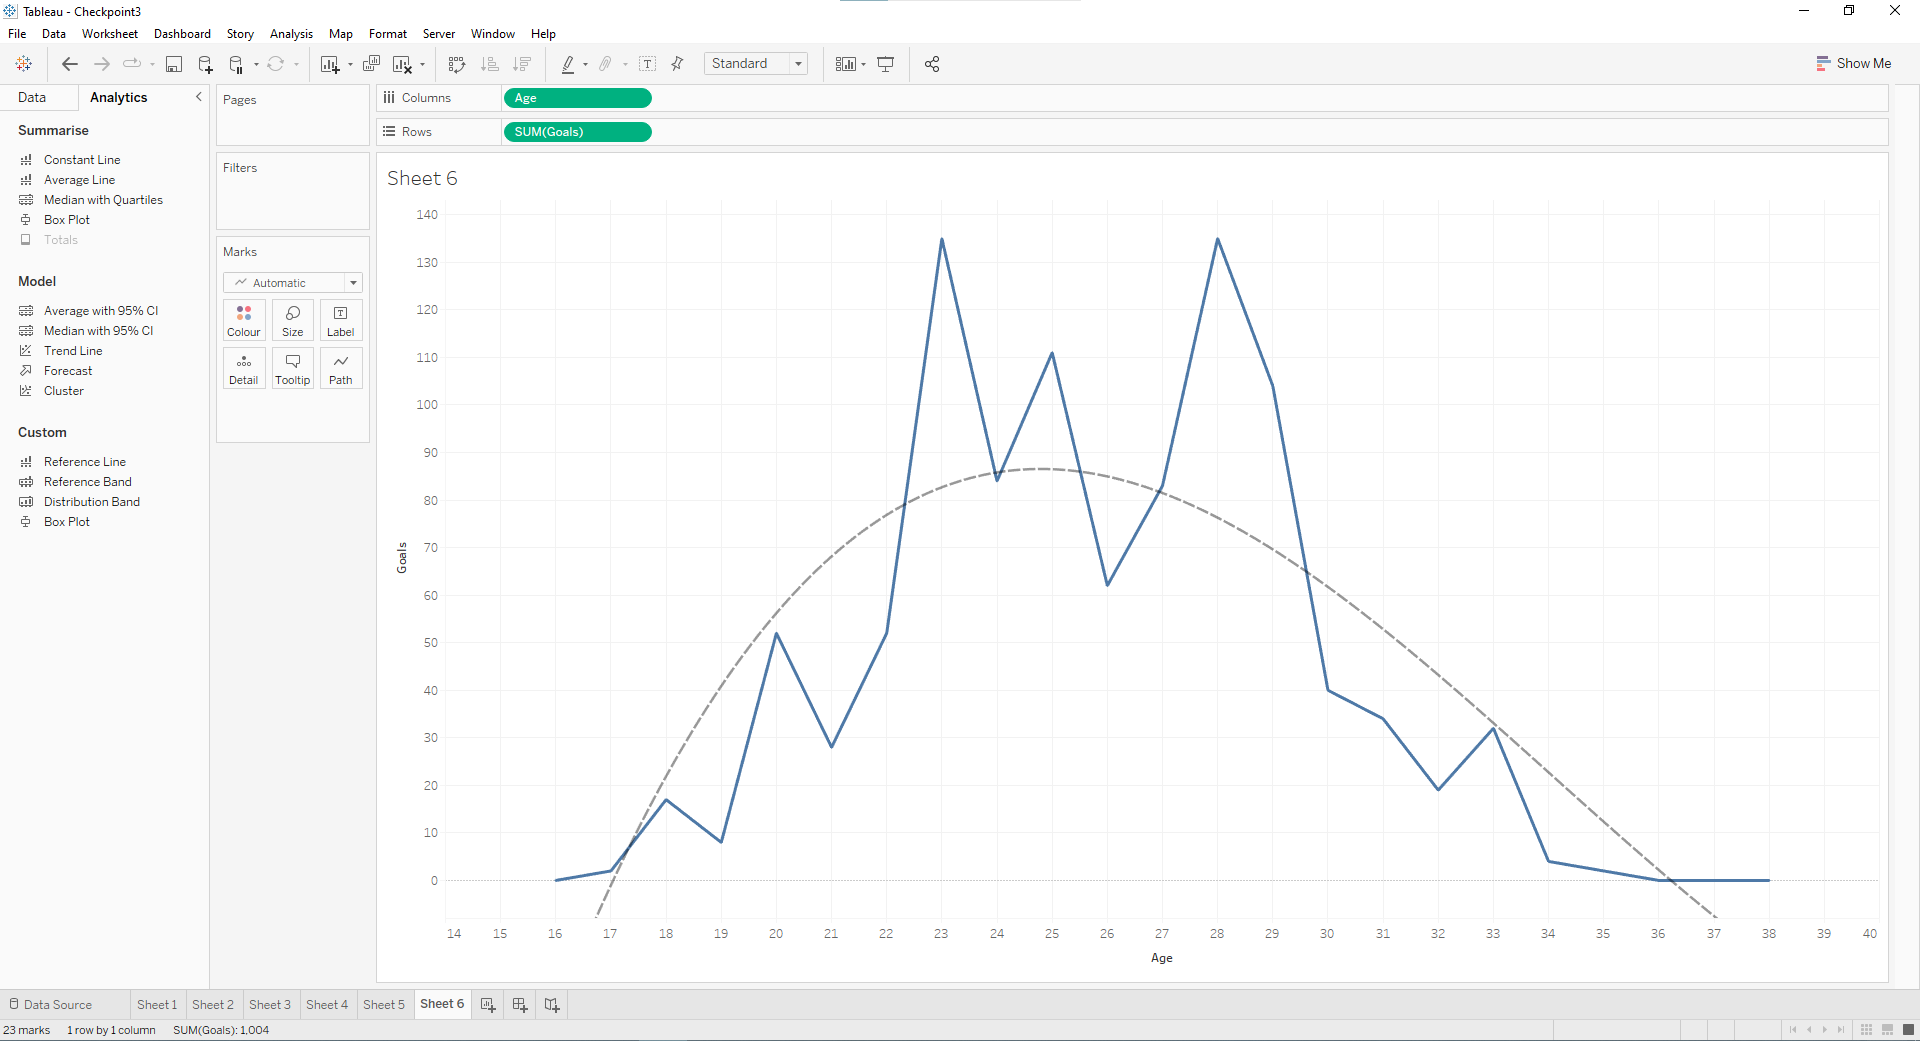 Tableau - Checkpoint3
File Data Worksheet Dashboard Story Analysis Map Format Server Window Help
Standard
Show Me
Data Analytics
Summarise
Constant Line
Average Line
Median with Quartiles
Box Plot
Totals
Model
Average with 95% CI
Median with 95% CI
Trend Line
Forecast
Cluster
Custom
Reference Line
Reference Band
Distribution Band
Box Plot
Pages
Filters
Marks
Automatic
Colour Size Label
Detail Tooltip Path
Columns Age
Rows SUM(Goals)
Sheet 6
140
130
120
110
100
90
80
70
60
50
40
30
20
10
0
Goals
14 15 16 17 18 19 20 21 22 23 24 25 26 27 28 29 30 31 32 33 34 35 36 37 38 39 40
Age
Data Source Sheet 1 Sheet 2 Sheet 3 Sheet 4 Sheet 5 Sheet 6
23 marks 1 row by 1 column SUM(Goals): 1,004